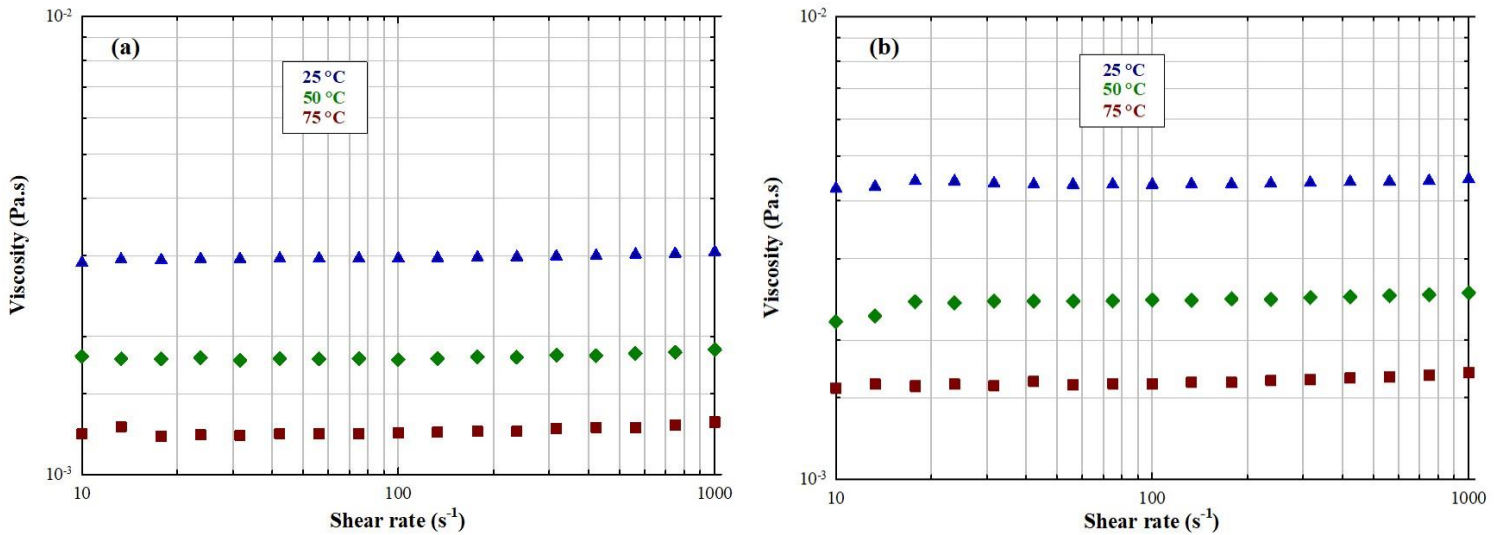 10⁻²
(a)
25 °C
50 °C
75 °C
Viscosity (Pa.s)
10⁻³
10
100
1000
Shear rate (s⁻¹)
10⁻²
(b)
25 °C
50 °C
75 °C
Viscosity (Pa.s)
10⁻³
10
100
1000
Shear rate (s⁻¹)